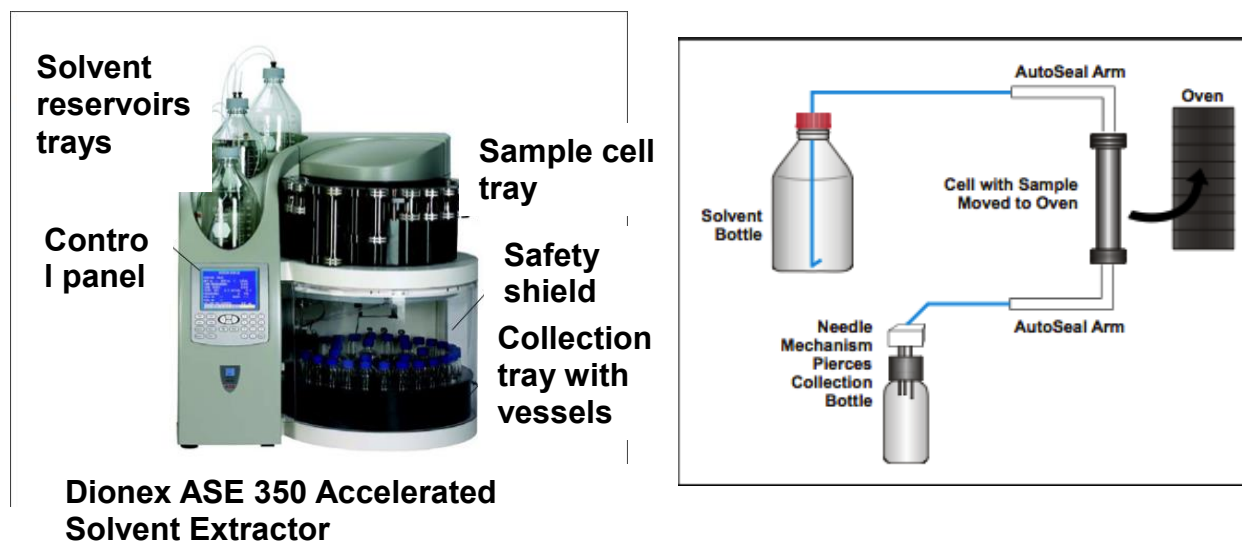 Solvent
reservoirs
trays
Sample cell
tray
Contro
l panel
Safety
shield
Collection
tray with
vessels
Dionex ASE 350 Accelerated
Solvent Extractor
AutoSeal Arm
Oven
Cell with Sample
Moved to Oven
Solvent
Bottle
AutoSeal Arm
Needle
Mechanism
Pierces
Collection
Bottle